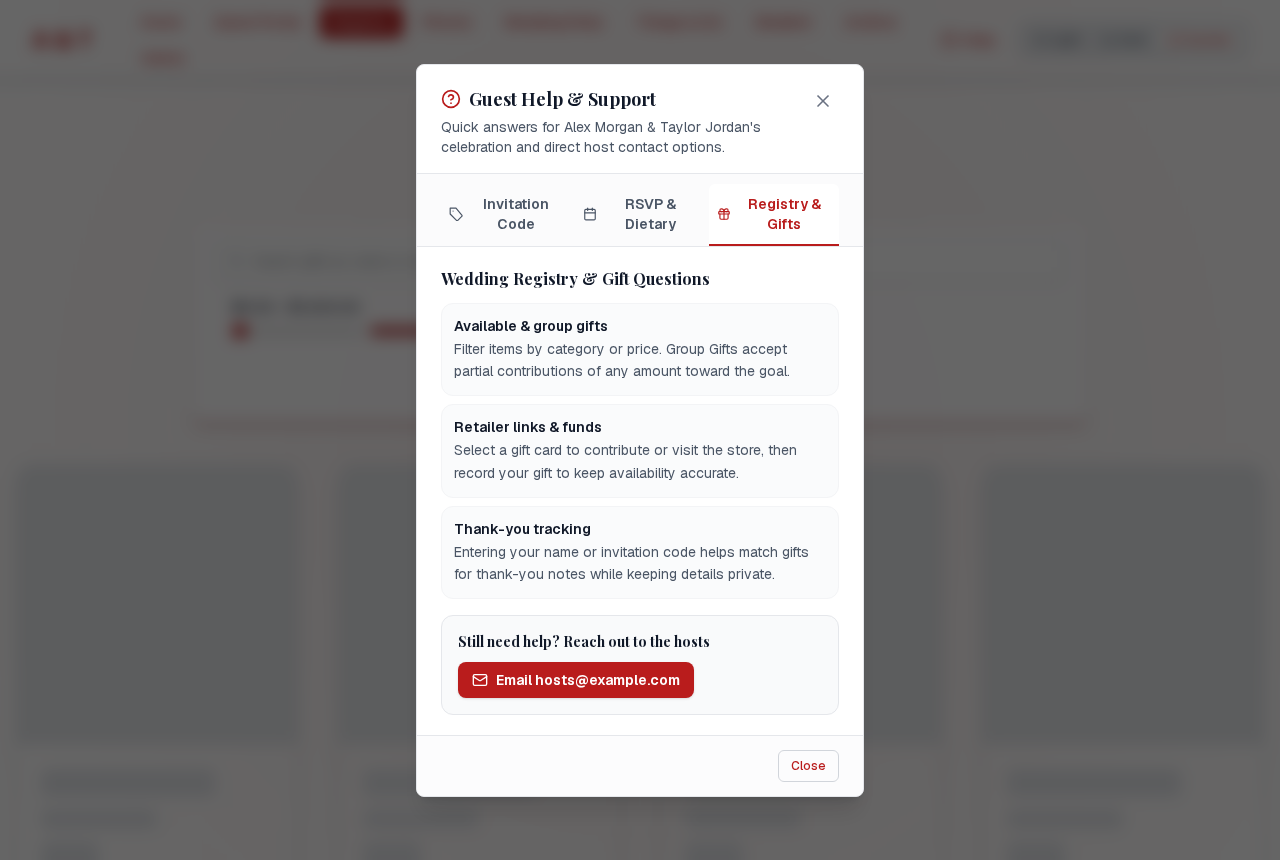 Guest Help & Support
Quick answers for Alex Morgan & Taylor Jordan's
celebration and direct host contact options.
Invitation
Code
RSVP &
Dietary
Registry &
Gifts
Wedding Registry & Gift Questions
Available & group gifts
Filter items by category or price. Group Gifts accept
partial contributions of any amount toward the goal.
Retailer links & funds
Select a gift card to contribute or visit the store, then
record your gift to keep availability accurate.
Thank-you tracking
Entering your name or invitation code helps match gifts
for thank-you notes while keeping details private.
Still need help? Reach out to the hosts
Email hosts@example.com
Close